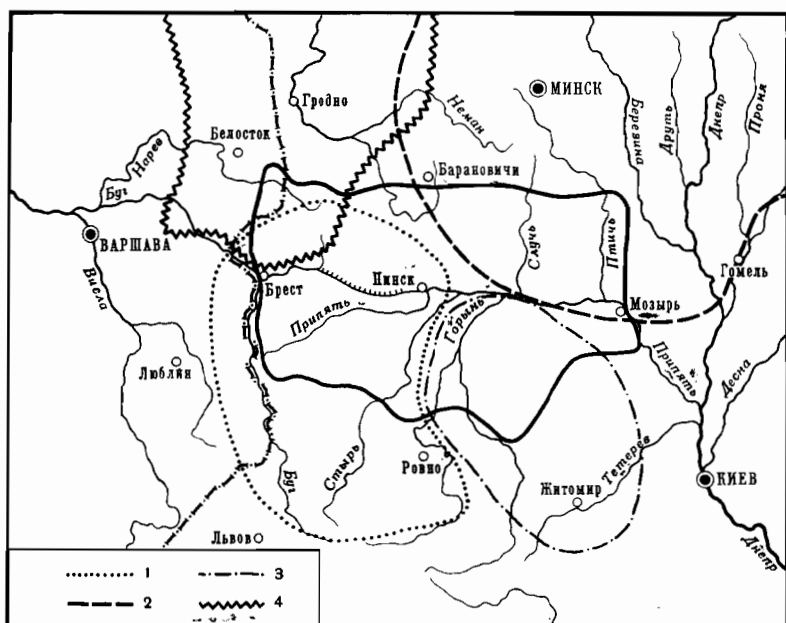 Гродно
Неман
МИНСК
Березина
Друть
Днепр
Проня
Белосток
Нарев
Буг
Барановичи
ВАРШАВА
Висла
Случь
Птичь
Гомель
Брест
Пинск
Мозырь
Припять
Горынь
Припять
Десна
Люблин
Стырь
Буг
Ровно
Житомир
Тетерев
КИЕВ
Львов
Днепр
1
3
2
4